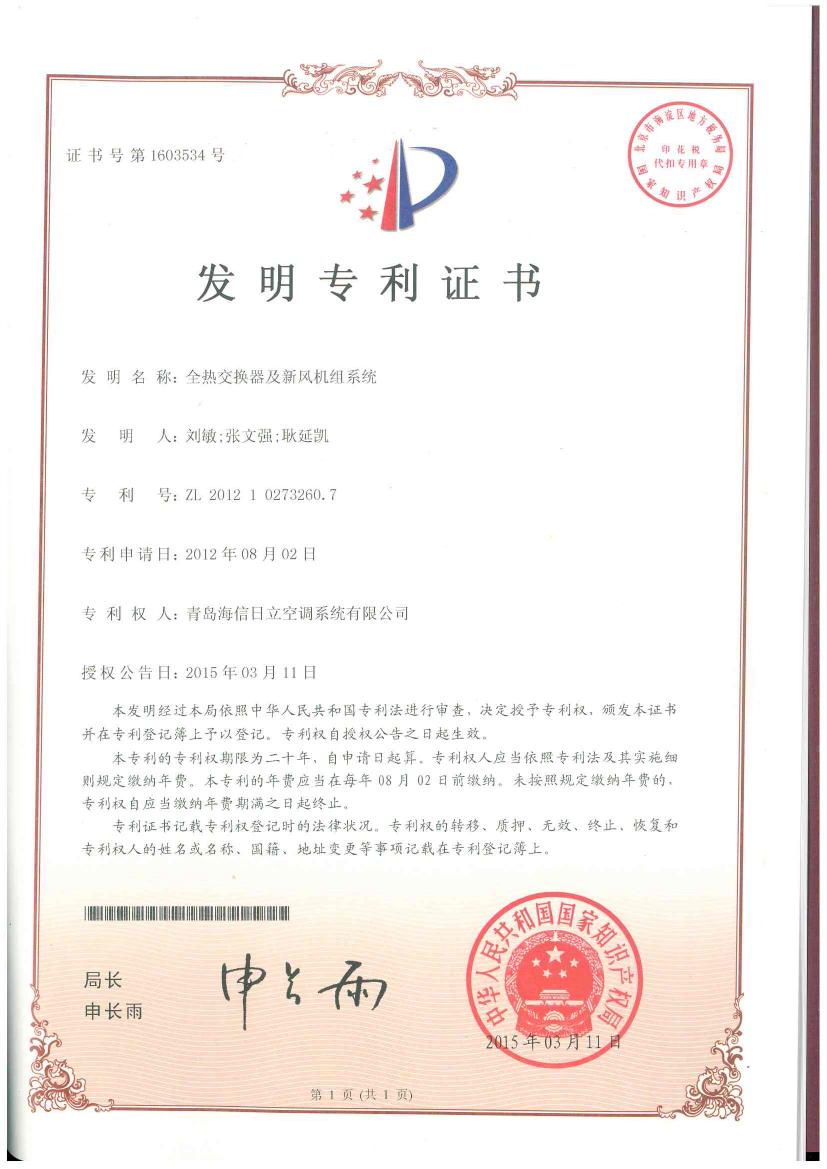 证书号第1603534号
北京市海淀区地方税务局
印花税
代扣专用章
国家知识产权局
发明专利证书
发明名称：全热交换器及新风机组系统
发明人：刘敏;张文强;耿延凯
专利号：ZL 2012 1 0273260.7
专利申请日：2012年08月02日
专利权人：青岛海信日立空调系统有限公司
授权公告日：2015年03月11日
本发明经过本局依照中华人民共和国专利法进行审查，决定授予专利权，颁发本证书
并在专利登记簿上予以登记。专利权自授权公告之日起生效。
本专利的专利权期限为二十年，自申请日起算。专利权人应当依照专利法及其实施细
则规定缴纳年费。本专利的年费应当在每年08月02日前缴纳。未按照规定缴纳年费的，
专利权自应当缴纳年费期满之日起终止。
专利证书记载专利权登记时的法律状况。专利权的转移、质押、无效、终止、恢复和
专利权人的姓名或名称、国籍、地址变更等事项记载在专利登记簿上。
局长
申长雨
申长雨
中华人民共和国国家知识产权局
2015年03月11日
第1页(共1页)